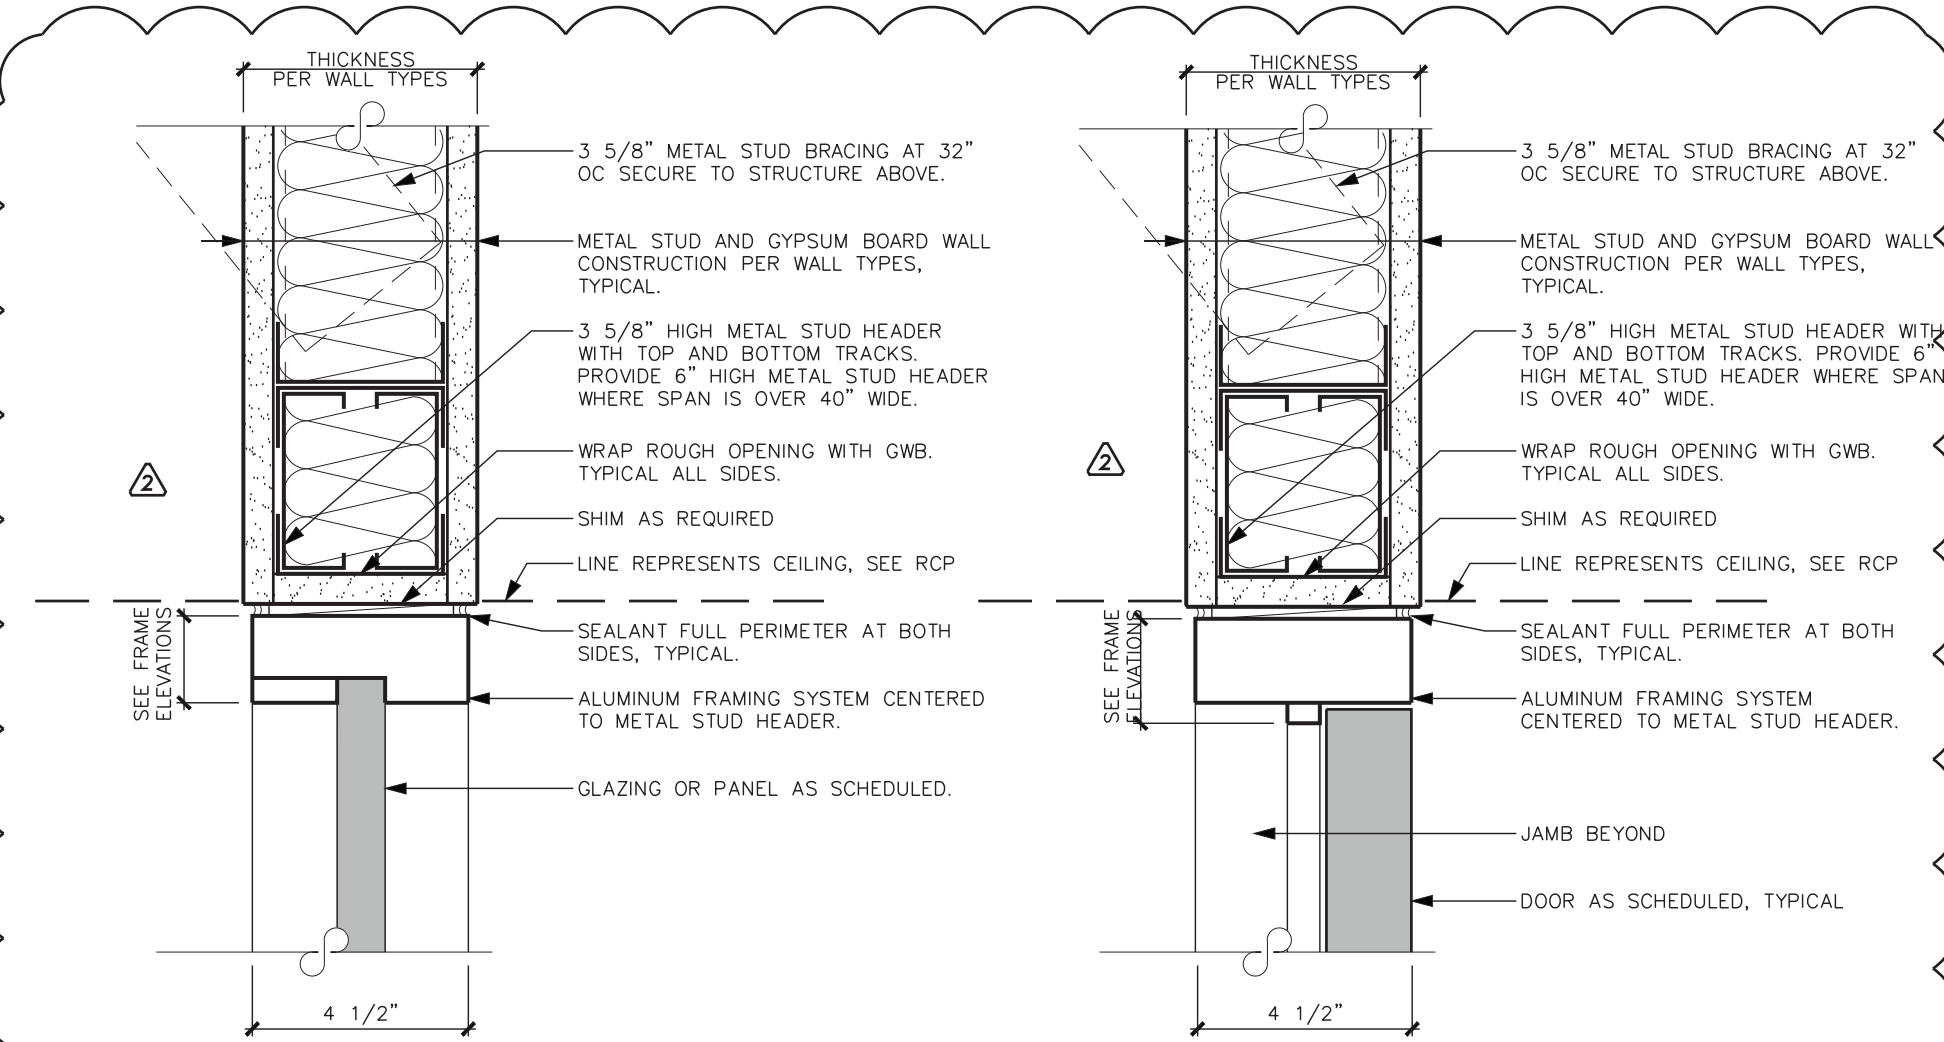 THICKNESS
PER WALL TYPES
3 5/8" METAL STUD BRACING AT 32"
OC SECURE TO STRUCTURE ABOVE.
METAL STUD AND GYPSUM BOARD WALL
CONSTRUCTION PER WALL TYPES,
TYPICAL.
3 5/8" HIGH METAL STUD HEADER
WITH TOP AND BOTTOM TRACKS.
PROVIDE 6" HIGH METAL STUD HEADER
WHERE SPAN IS OVER 40" WIDE.
WRAP ROUGH OPENING WITH GWB.
TYPICAL ALL SIDES.
2
SHIM AS REQUIRED
LINE REPRESENTS CEILING, SEE RCP
SEE FRAME
ELEVATIONS
SEALANT FULL PERIMETER AT BOTH
SIDES, TYPICAL.
ALUMINUM FRAMING SYSTEM CENTERED
TO METAL STUD HEADER.
GLAZING OR PANEL AS SCHEDULED.
4 1/2"
THICKNESS
PER WALL TYPES
3 5/8" METAL STUD BRACING AT 32"
OC SECURE TO STRUCTURE ABOVE.
METAL STUD AND GYPSUM BOARD WALL
CONSTRUCTION PER WALL TYPES,
TYPICAL.
3 5/8" HIGH METAL STUD HEADER WITH
TOP AND BOTTOM TRACKS. PROVIDE 6"
HIGH METAL STUD HEADER WHERE SPAN
IS OVER 40" WIDE.
2
WRAP ROUGH OPENING WITH GWB.
TYPICAL ALL SIDES.
SHIM AS REQUIRED
LINE REPRESENTS CEILING, SEE RCP
SEE FRAME
ELEVATIONS
SEALANT FULL PERIMETER AT BOTH
SIDES, TYPICAL.
ALUMINUM FRAMING SYSTEM
CENTERED TO METAL STUD HEADER.
JAMB BEYOND
DOOR AS SCHEDULED, TYPICAL
4 1/2"